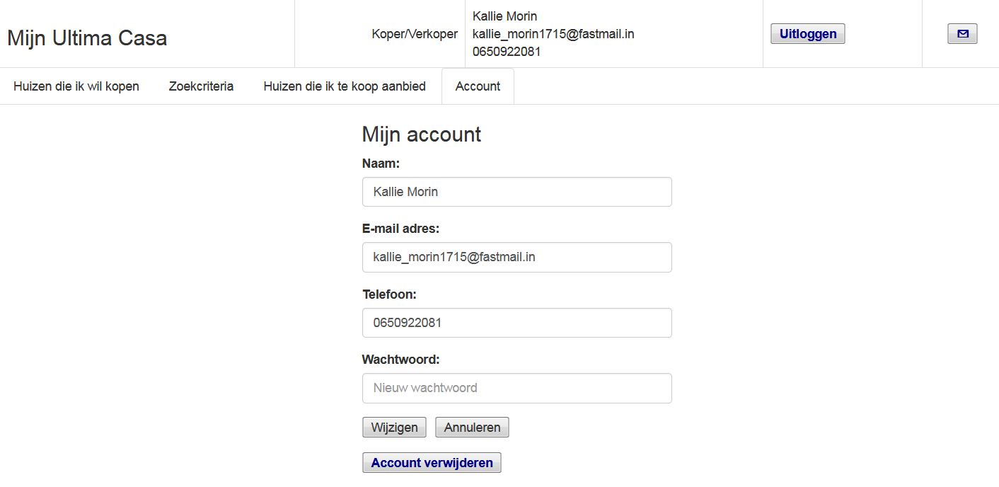 Mijn Ultima Casa
Koper/Verkoper
Kallie Morin
kallie_morin1715@fastmail.in
0650922081
Uitloggen
Huizen die ik wil kopen
Zoekcriteria
Huizen die ik te koop aanbied
Account
Mijn account
Naam:
Kallie Morin
E-mail adres:
kallie_morin1715@fastmail.in
Telefoon:
0650922081
Wachtwoord:
Nieuw wachtwoord
Wijzigen
Annuleren
Account verwijderen